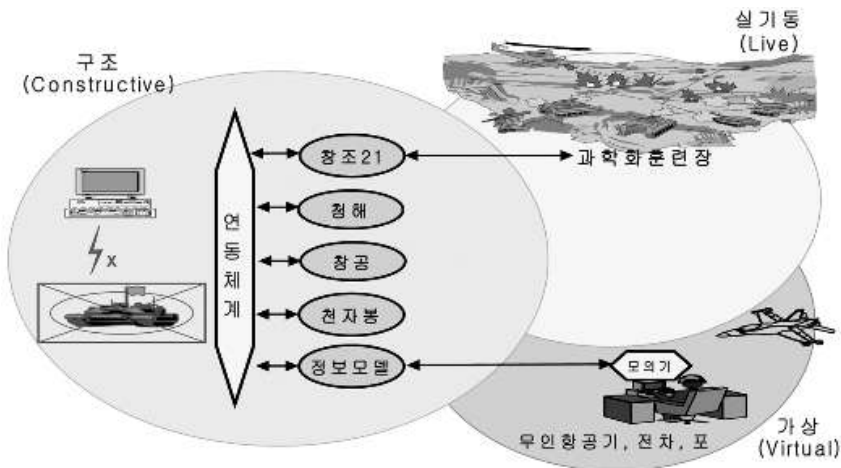 실기동
(Live)
구조
(Constructive)
창조21
과학화훈련장
청해
연동체계
창공
x
천자봉
정보모델
모의기
무인항공기, 전차, 포
가상
(Virtual)